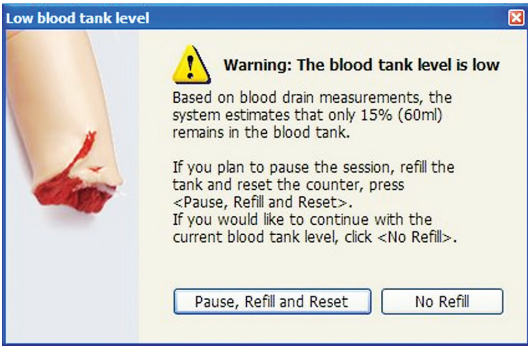 Low blood tank level
Warning: The blood tank level is low
Based on blood drain measurements, the
system estimates that only 15% (60ml)
remains in the blood tank.
If you plan to pause the session, refill the
tank and reset the counter, press
<Pause, Refill and Reset>.
If you would like to continue with the
current blood tank level, click <No Refill>.
Pause, Refill and Reset
No Refill